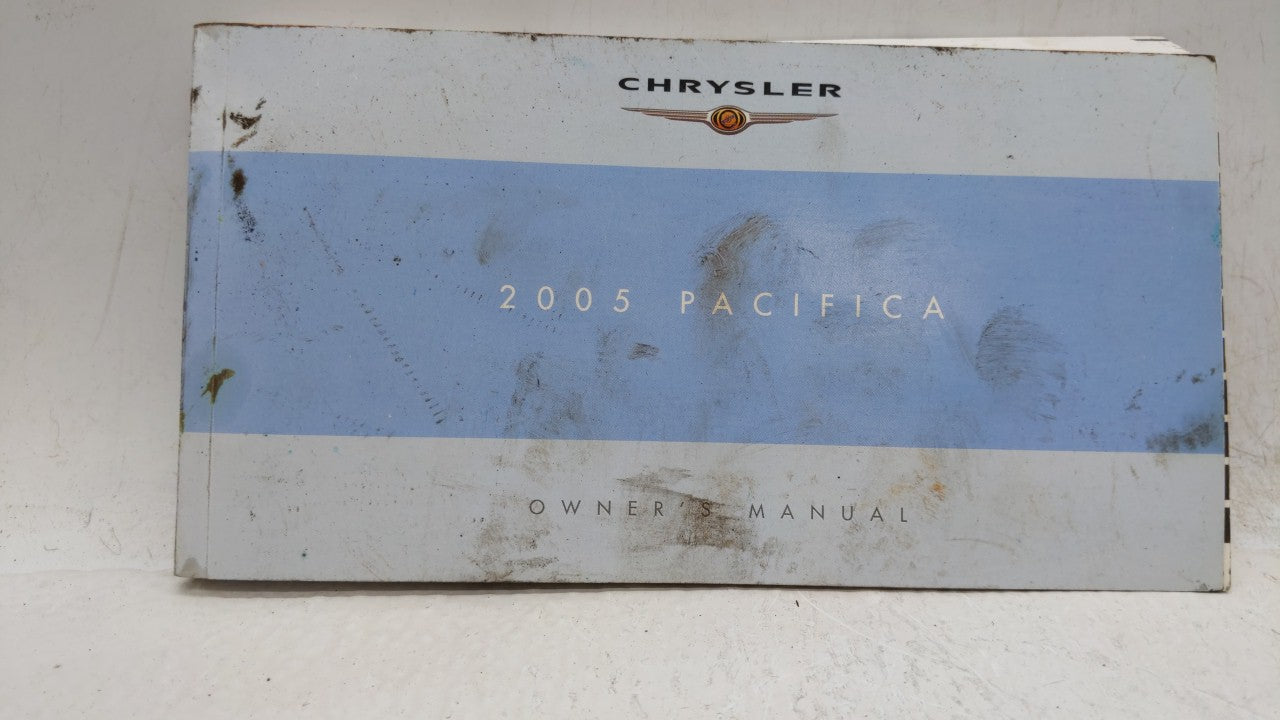 CHRYSLER
2005 PACIFICA
OWNER'S MANUAL